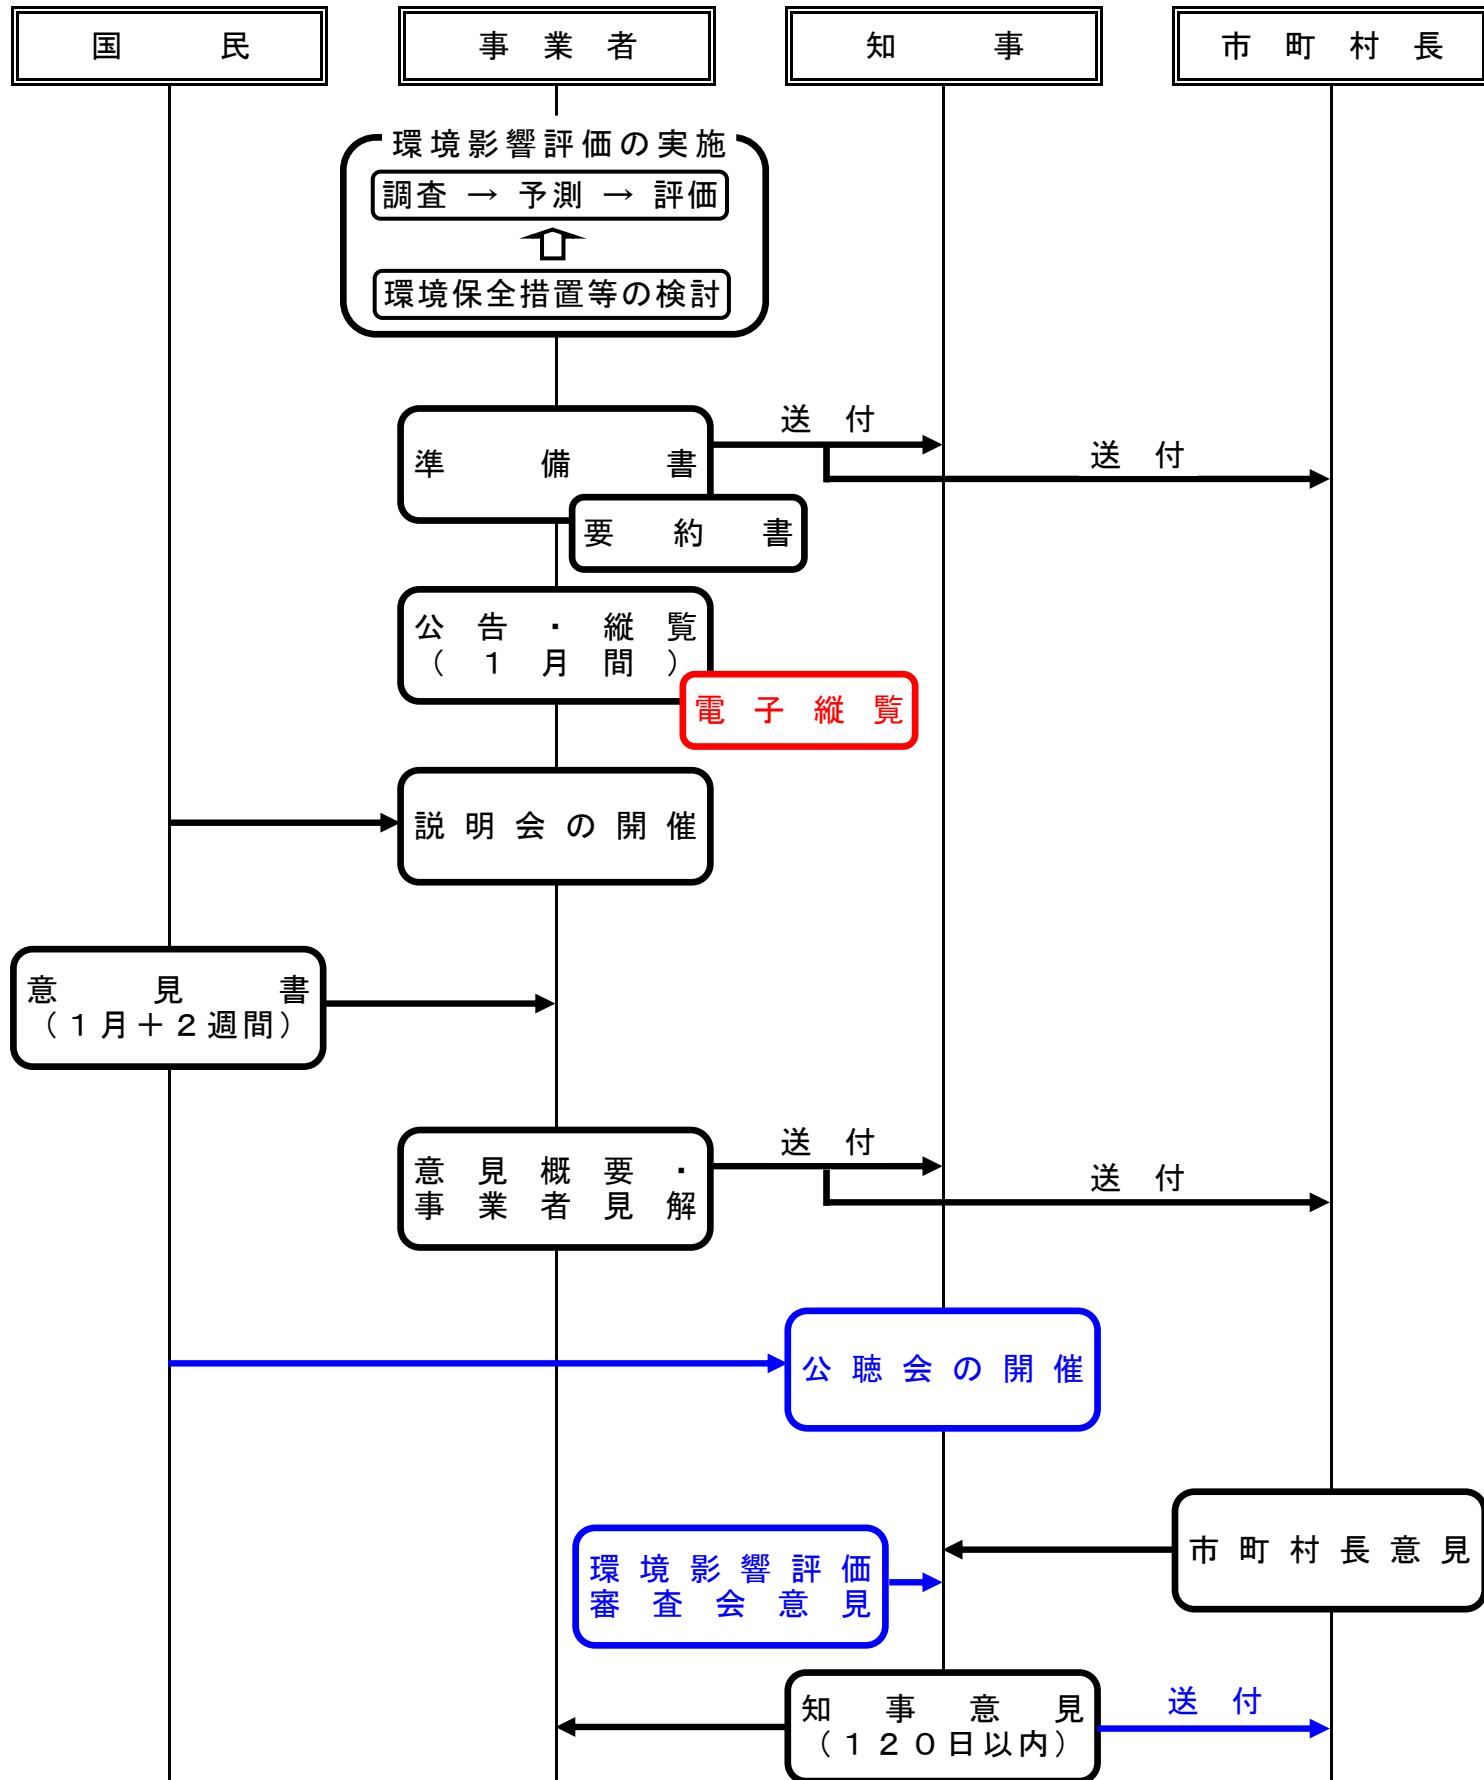 国民
事業者
知事
市町村長
環境影響評価の実施
調査 → 予測 → 評価
環境保全措置等の検討
準備書
送付
送付
要約書
公告・縦覧
(1月間)
電子縦覧
説明会の開催
意見書
(1月+2週間)
意見概要・
事業者見解
送付
送付
公聴会の開催
市町村長意見
環境影響評価
審査会意見
知事意見
(120日以内)
送付